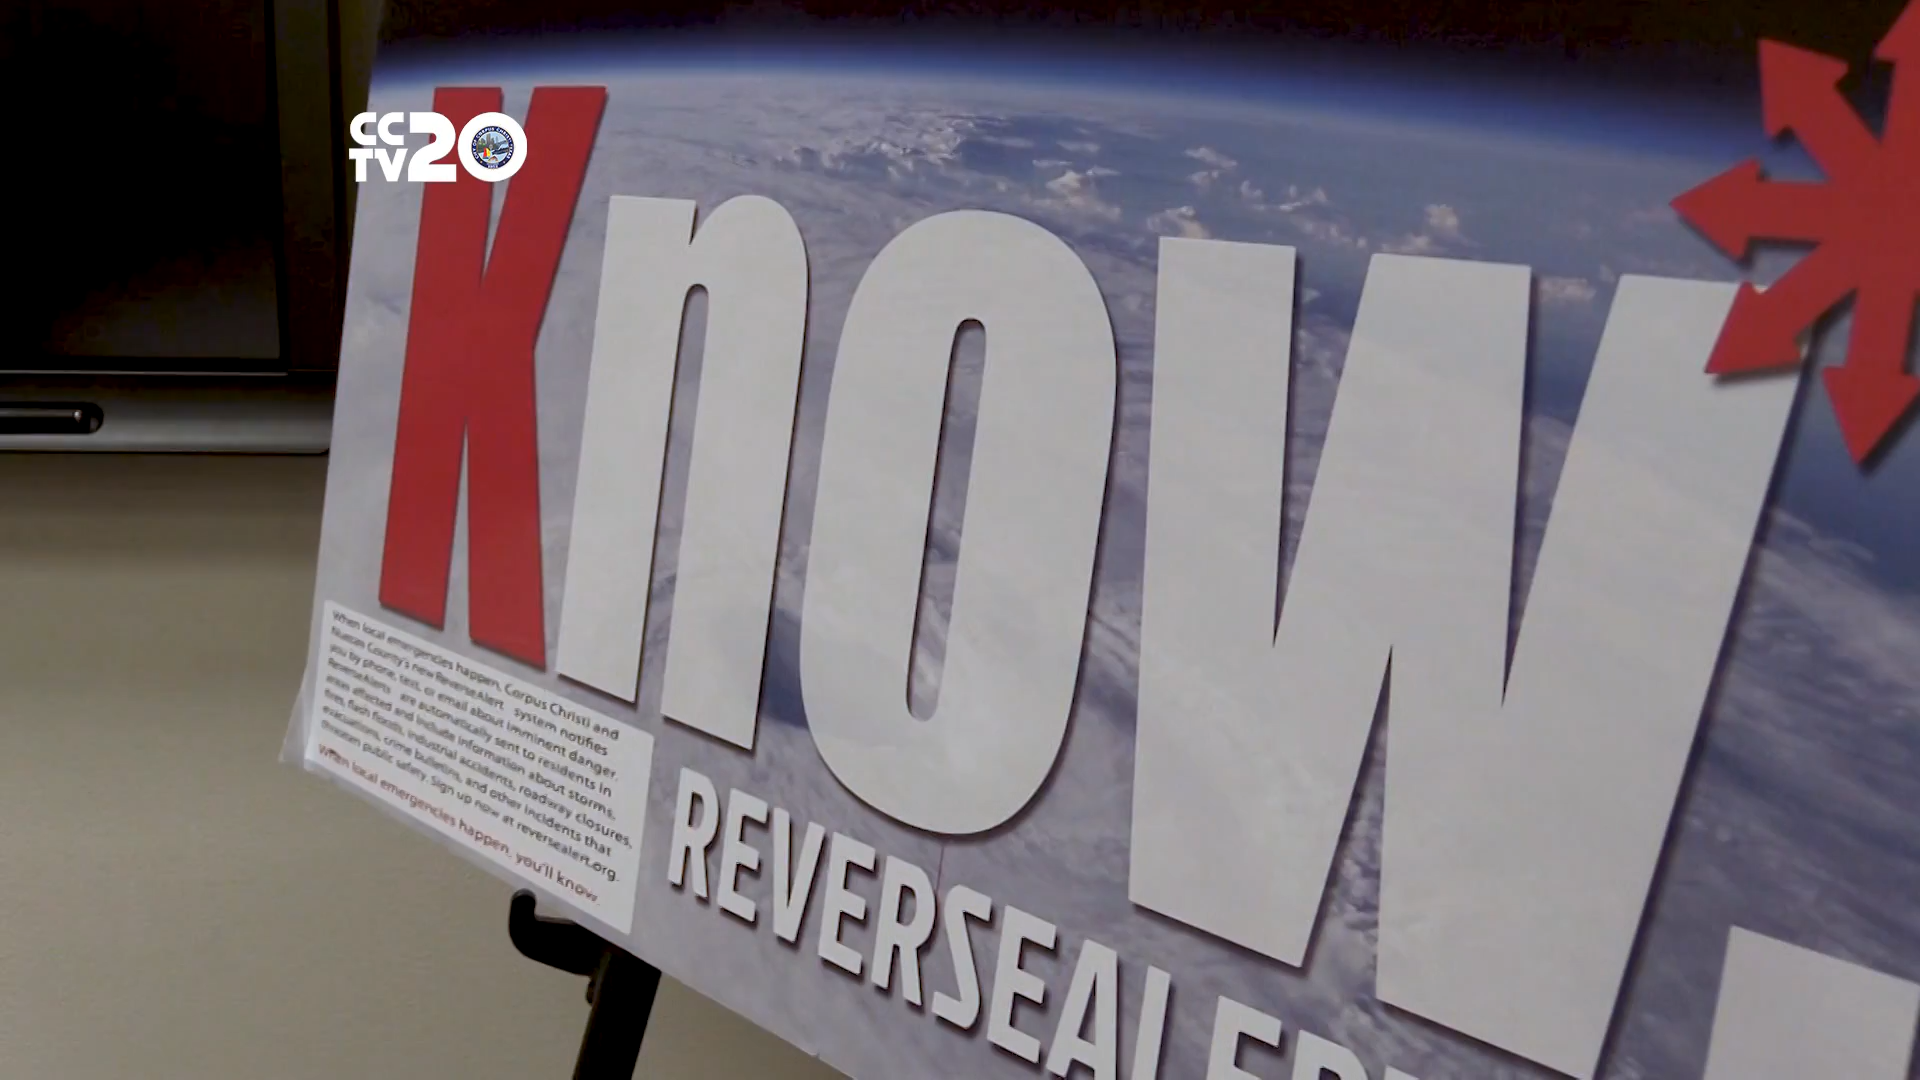 CC
TV20
Know.
When local emergencies happen, Corpus Christi and
Nueces County's new ReverseAlert system notifies
you by phone, text, or email about imminent danger.
ReverseAlerts are automatically sent to residents in
areas affected and include information about storms,
fires, flash floods, industrial accidents, roadway closures,
evacuations, crime bulletins, and other incidents that
threaten public safety. Sign up now at reversealert.org.
When local emergencies happen, you'll know.
REVERSEALERT